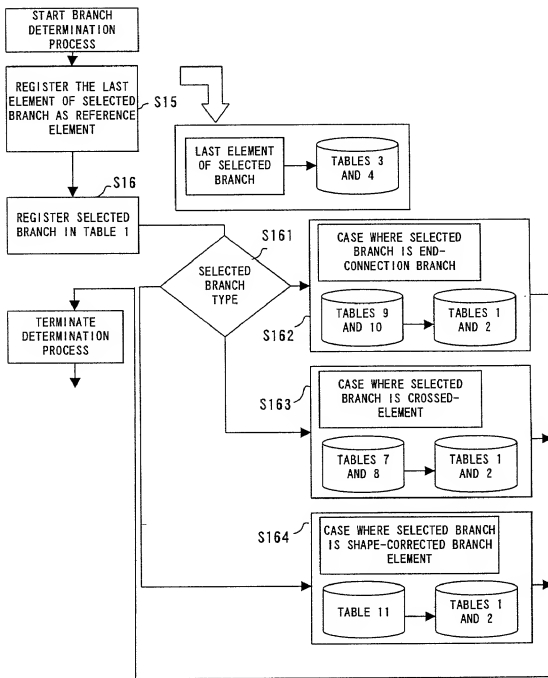 START BRANCH
DETERMINATION
PROCESS
REGISTER THE LAST
ELEMENT OF SELECTED
BRANCH AS REFERENCE
ELEMENT
S15
LAST ELEMENT
OF SELECTED
BRANCH
TABLES 3
AND 4
S16
REGISTER SELECTED
BRANCH IN TABLE 1
S161
SELECTED
BRANCH
TYPE
CASE WHERE SELECTED
BRANCH IS END-
CONNECTION BRANCH
TABLES 9
AND 10
TABLES 1
AND 2
S162
TERMINATE
DETERMINATION
PROCESS
S163
CASE WHERE SELECTED
BRANCH IS CROSSED-
ELEMENT
TABLES 7
AND 8
TABLES 1
AND 2
S164
CASE WHERE SELECTED BRANCH
IS SHAPE-CORRECTED BRANCH
ELEMENT
TABLE 11
TABLES 1
AND 2